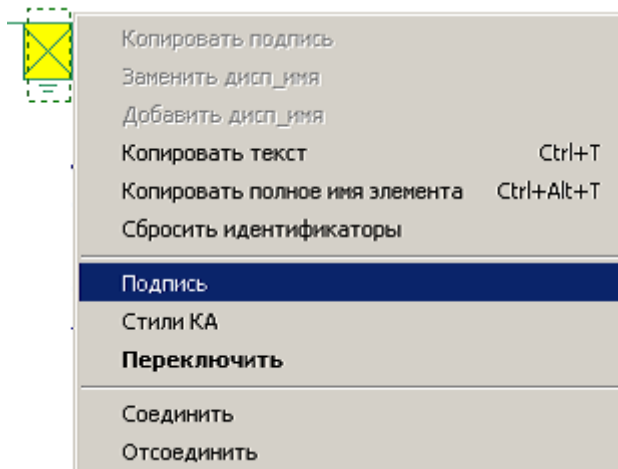 Копировать подпись
Заменить дисп_имя
Добавить дисп_имя
Копировать текст Ctrl+T
Копировать полное имя элемента Ctrl+Alt+T
Сбросить идентификаторы
Подпись
Стили КА
Переключить
Соединить
Отсоединить